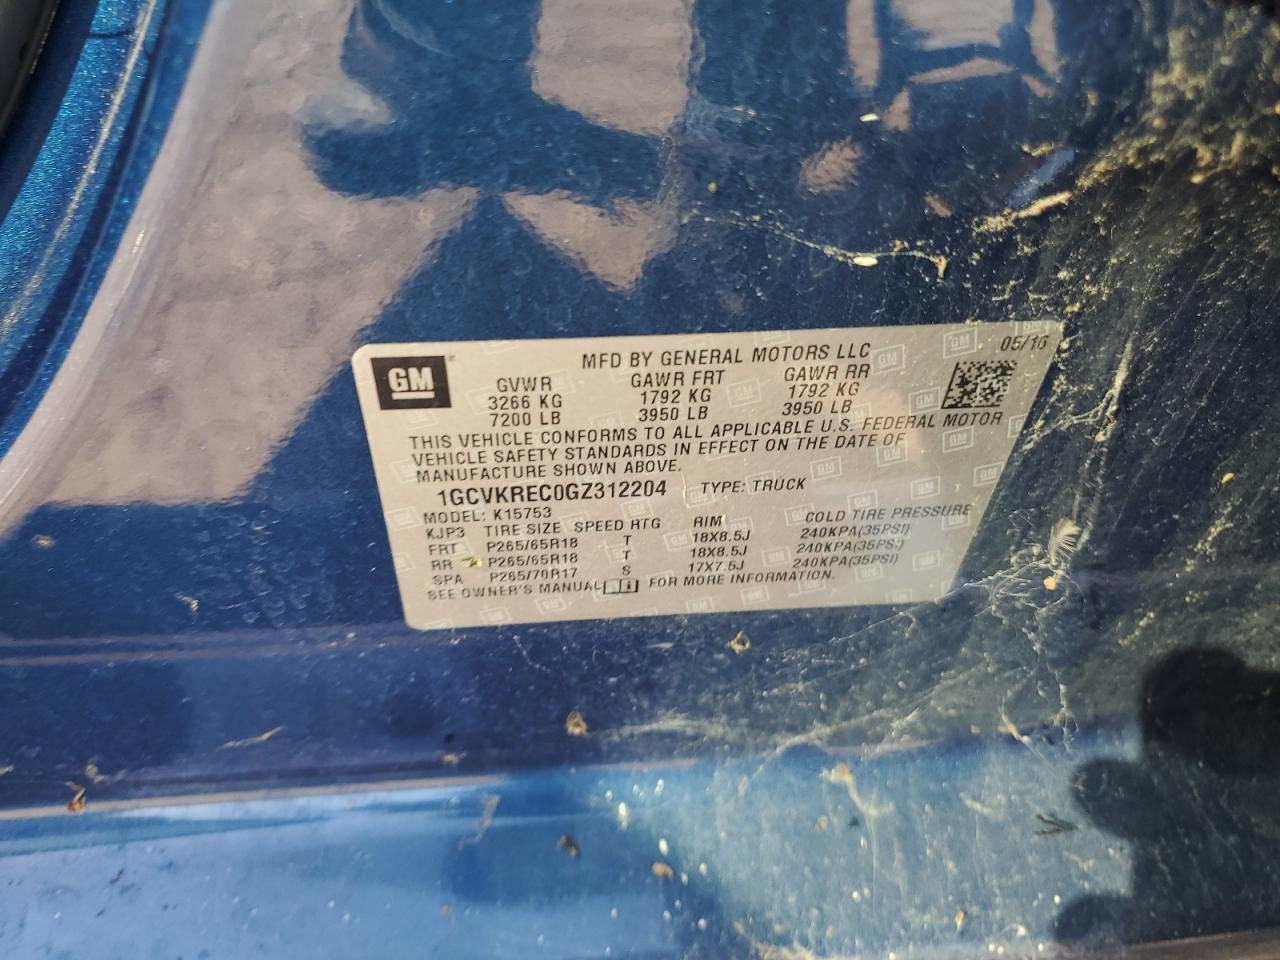 GM
MFD BY GENERAL MOTORS LLC
05/16
GVWR GAWR FRT GAWR RR
3266 KG 1792 KG 1792 KG
7200 LB 3950 LB 3950 LB
THIS VEHICLE CONFORMS TO ALL APPLICABLE U.S. FEDERAL MOTOR
VEHICLE SAFETY STANDARDS IN EFFECT ON THE DATE OF
MANUFACTURE SHOWN ABOVE.
1GCVKREC0GZ312204 TYPE: TRUCK
MODEL: K15753
KJP3 TIRE SIZE SPEED RTG RIM COLD TIRE PRESSURE
FRT P265/65R18 T 18X8.5J 240KPA(35PSI)
RR P265/65R18 T 18X8.5J 240KPA(35PSI)
SPA P265/70R17 S 17X7.5J 240KPA(35PSI)
SEE OWNER'S MANUAL FOR MORE INFORMATION.